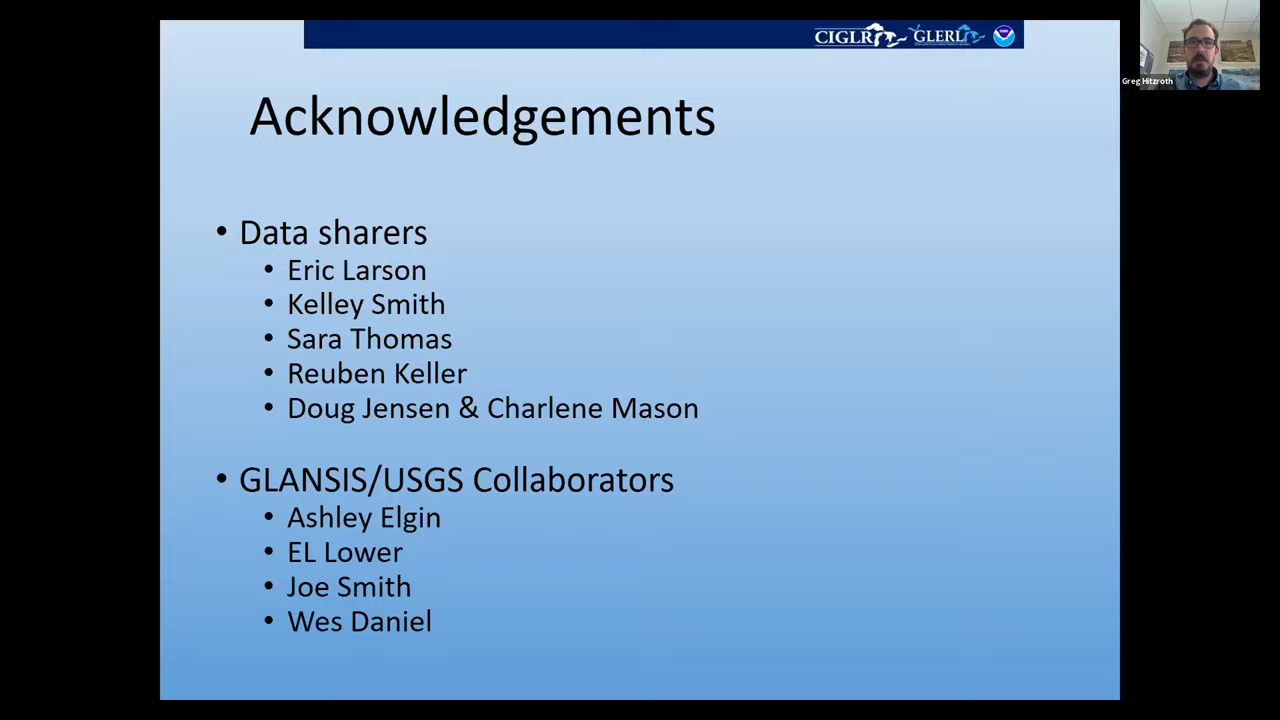 CIGLR GLERL
Greg Hitzroth
Acknowledgements
• Data sharers
• Eric Larson
• Kelley Smith
• Sara Thomas
• Reuben Keller
• Doug Jensen & Charlene Mason
• GLANSIS/USGS Collaborators
• Ashley Elgin
• EL Lower
• Joe Smith
• Wes Daniel